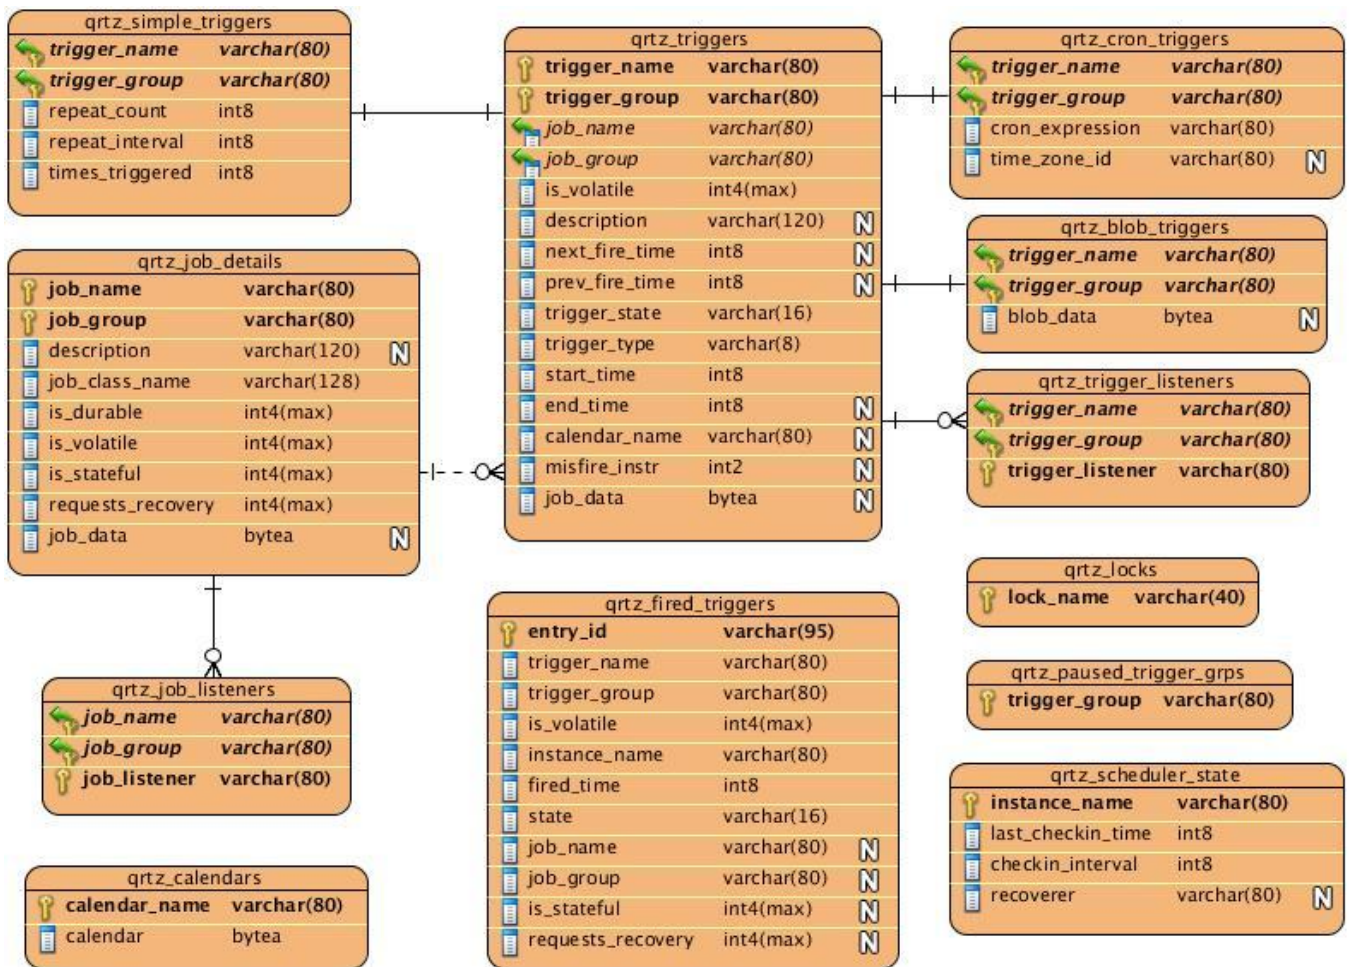 qrtz_simple_triggers
trigger_name varchar(80)
trigger_group varchar(80)
repeat_count int8
repeat_interval int8
times_triggered int8
qrtz_job_details
job_name varchar(80)
job_group varchar(80)
description varchar(120) N
job_class_name varchar(128)
is_durable int4(max)
is_volatile int4(max)
is_stateful int4(max)
requests_recovery int4(max)
job_data bytea N
qrtz_job_listeners
job_name varchar(80)
job_group varchar(80)
job_listener varchar(80)
qrtz_calendars
calendar_name varchar(80)
calendar bytea
qrtz_triggers
trigger_name varchar(80)
trigger_group varchar(80)
job_name varchar(80)
job_group varchar(80)
is_volatile int4(max)
description varchar(120) N
next_fire_time int8 N
prev_fire_time int8 N
trigger_state varchar(16)
trigger_type varchar(8)
start_time int8
end_time int8 N
calendar_name varchar(80) N
misfire_instr int2 N
job_data bytea N
qrtz_fired_triggers
entry_id varchar(95)
trigger_name varchar(80)
trigger_group varchar(80)
is_volatile int4(max)
instance_name varchar(80)
fired_time int8
state varchar(16)
job_name varchar(80) N
job_group varchar(80) N
is_stateful int4(max) N
requests_recovery int4(max) N
qrtz_cron_triggers
trigger_name varchar(80)
trigger_group varchar(80)
cron_expression varchar(80)
time_zone_id varchar(80) N
qrtz_blob_triggers
trigger_name varchar(80)
trigger_group varchar(80)
blob_data bytea N
qrtz_trigger_listeners
trigger_name varchar(80)
trigger_group varchar(80)
trigger_listener varchar(80)
qrtz_locks
lock_name varchar(40)
qrtz_paused_trigger_grps
trigger_group varchar(80)
qrtz_scheduler_state
instance_name varchar(80)
last_checkin_time int8
checkin_interval int8
recoverer varchar(80) N